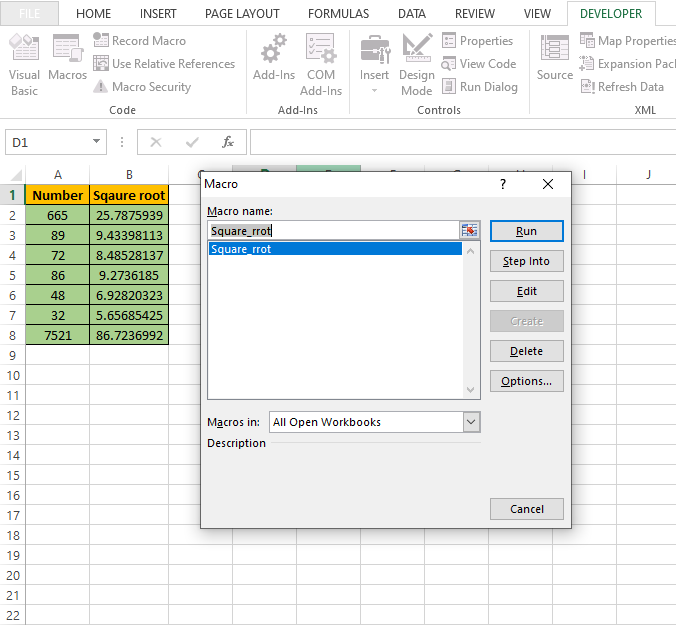 FILE HOME INSERT PAGE LAYOUT FORMULAS DATA REVIEW VIEW DEVELOPER
Visual Basic
Macros
Record Macro
Use Relative References
Macro Security
Code
Add-Ins
COM Add-Ins
Add-Ins
Insert
Design Mode
Properties
View Code
Run Dialog
Controls
Source
Map Properties
Expansion Pac
Refresh Data
XML
D1
fx
A B I J
1 Number Sqaure root
2 665 25.7875939
3 89 9.43398113
4 72 8.48528137
5 86 9.2736185
6 48 6.92820323
7 32 5.65685425
8 7521 86.7236992
9
10
11
12
13
14
15
16
17
18
19
20
21
22
Macro ?
Macro name:
Square_rrot
Square_rrot
Run
Step Into
Edit
Create
Delete
Options...
Macros in: All Open Workbooks
Description
Cancel